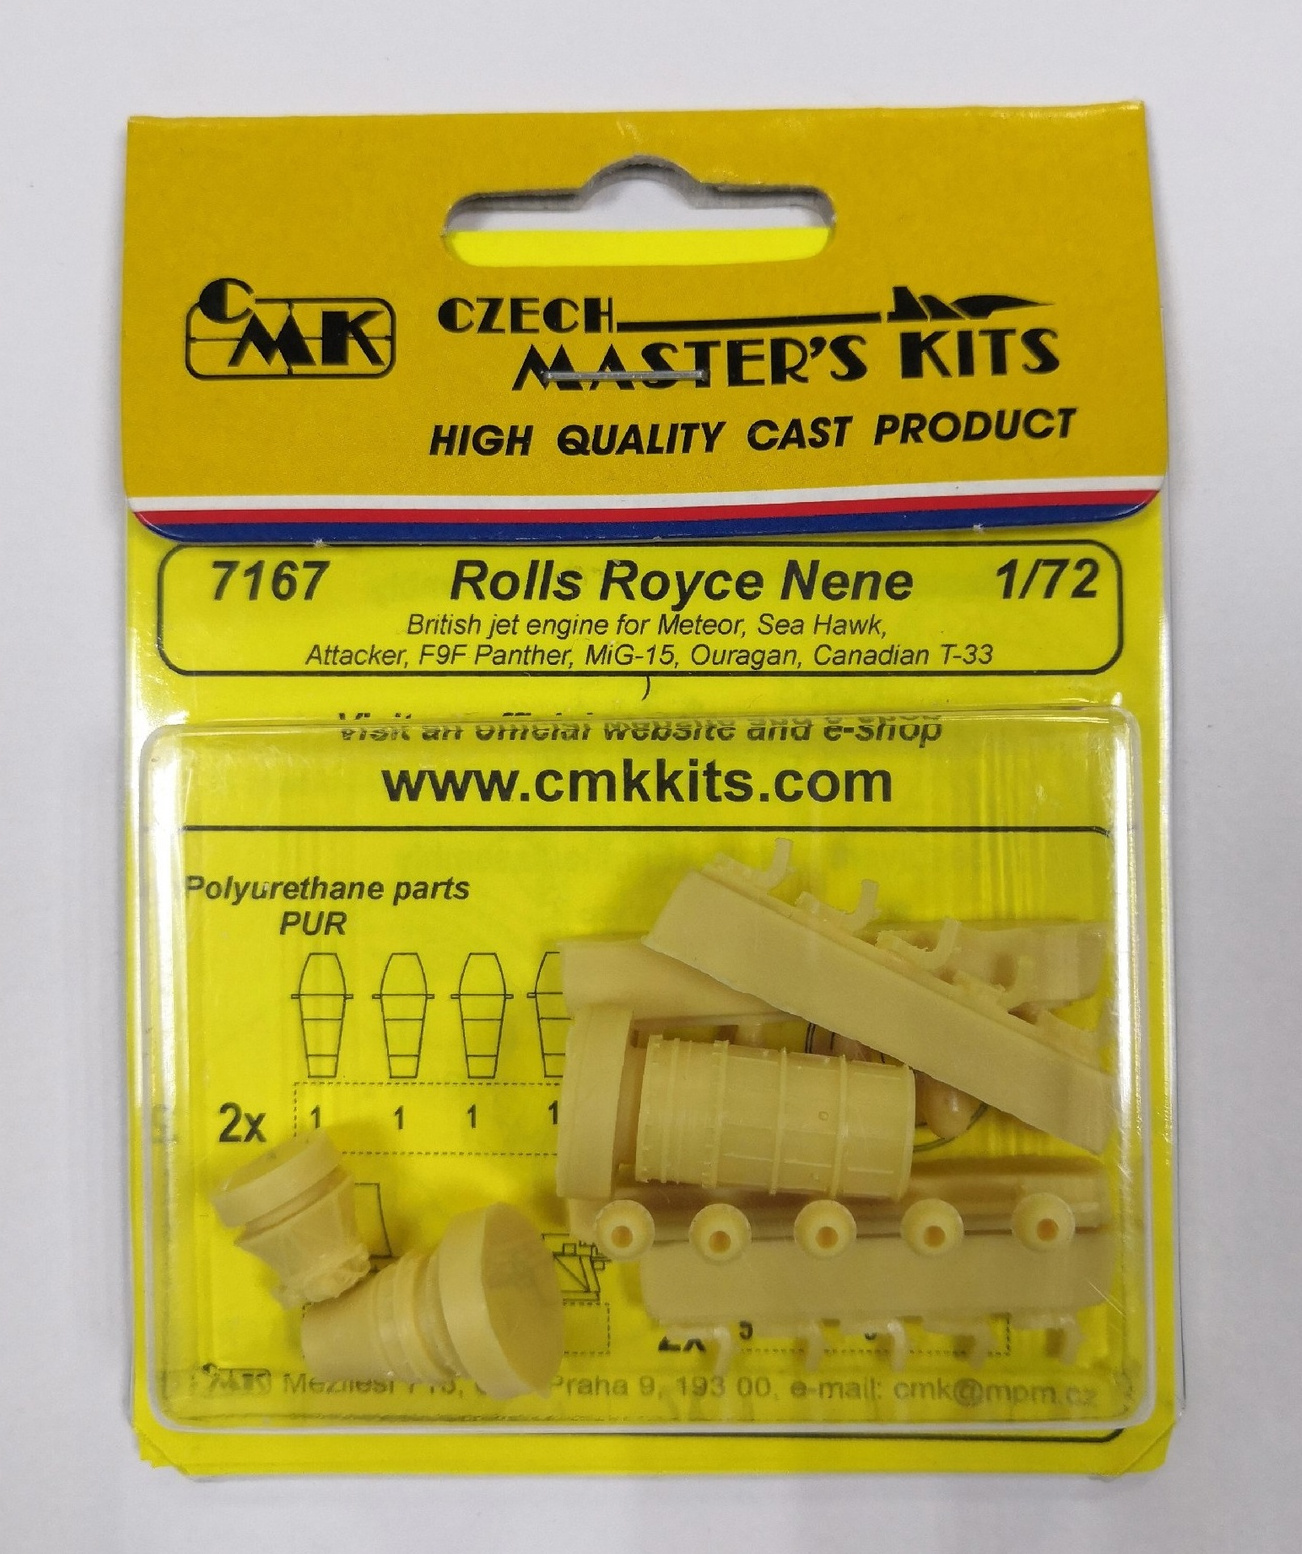 CMK
CZECH
MASTER'S KITS
HIGH QUALITY CAST PRODUCT
7167 Rolls Royce Nene 1/72
British jet engine for Meteor, Sea Hawk,
Attacker, F9F Panther, MiG-15, Ouragan, Canadian T-33
Visit an official website and e-shop
www.cmkkits.com
Polyurethane parts
PUR
2x 1 1 1 1
2x 5
CMK Praha 9, 193 00, e-mail: cmk@mpm.cz